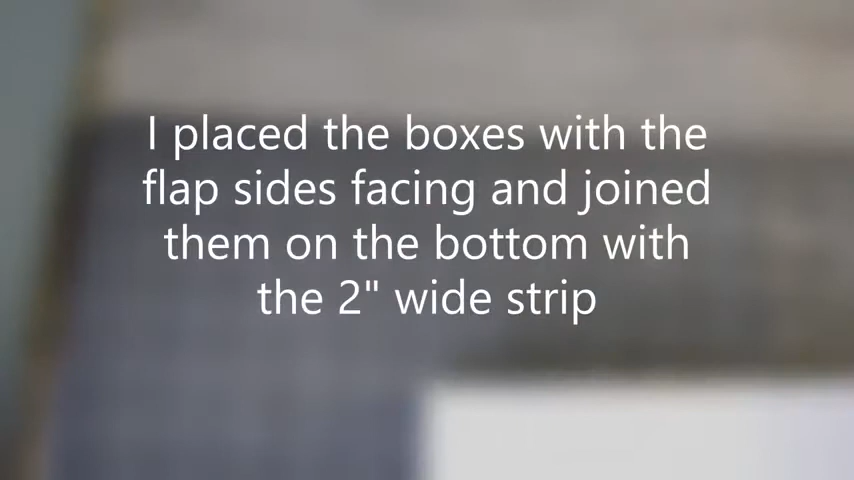 I placed the boxes with the
flap sides facing and joined
them on the bottom with
the 2" wide strip